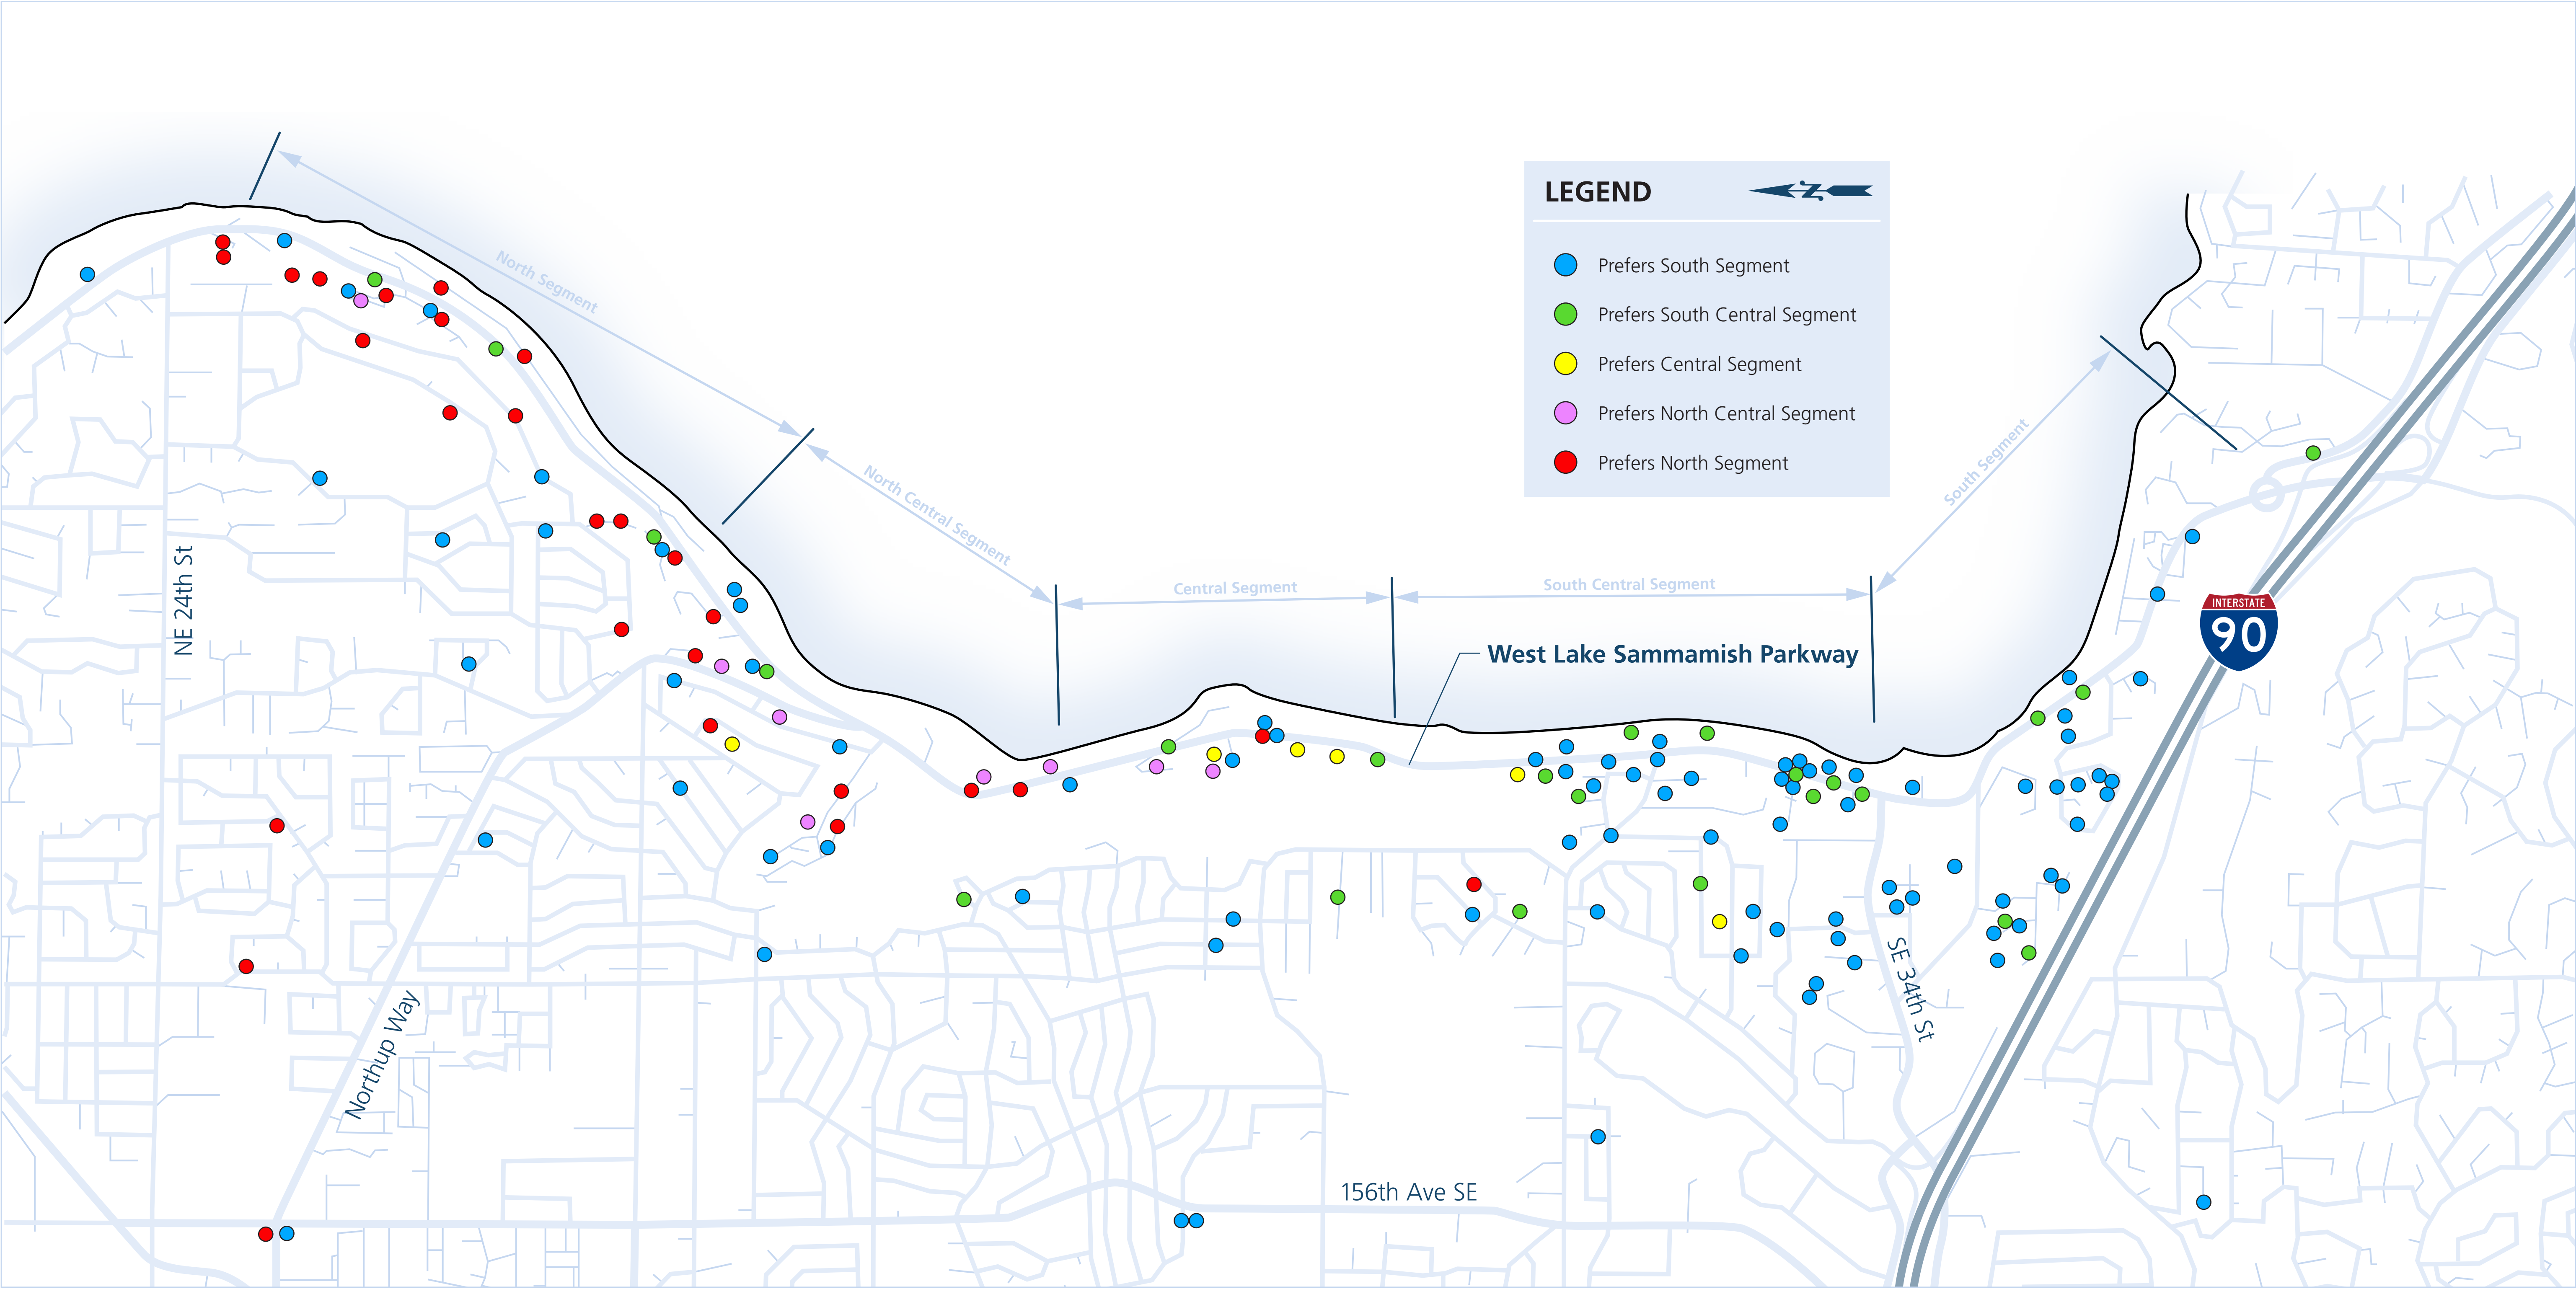 LEGEND
N
Prefers South Segment
Prefers South Central Segment
Prefers Central Segment
Prefers North Central Segment
Prefers North Segment
North Segment
North Central Segment
Central Segment
South Central Segment
South Segment
West Lake Sammamish Parkway
INTERSTATE
90
NE 24th St
Northup Way
SE 34th St
156th Ave SE